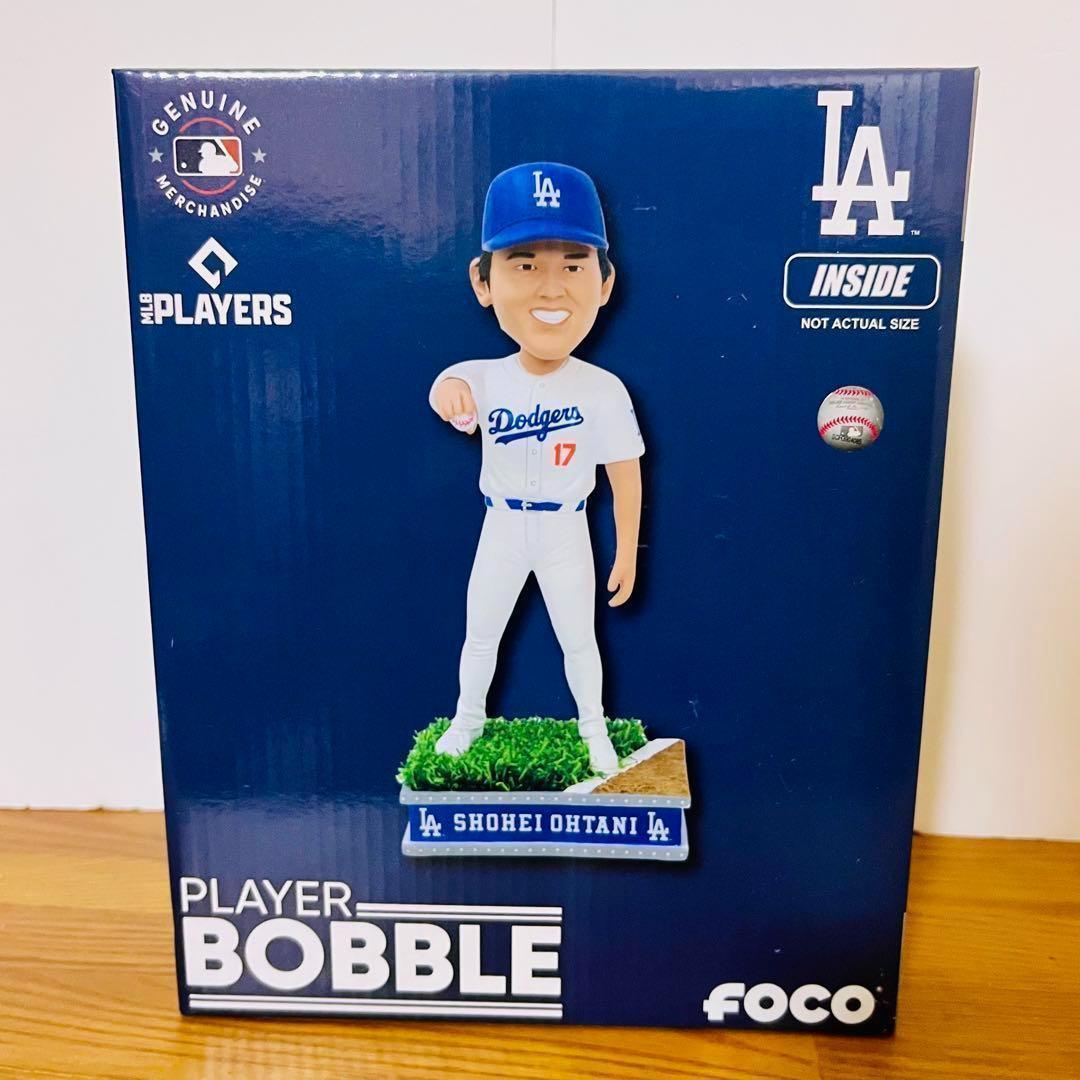 GENUINE
MERCHANDISE
MLB PLAYERS
LA
™
INSIDE
NOT ACTUAL SIZE
LA
Dodgers
17
LA SHOHEI OHTANI LA
PLAYER
BOBBLE
FOCO